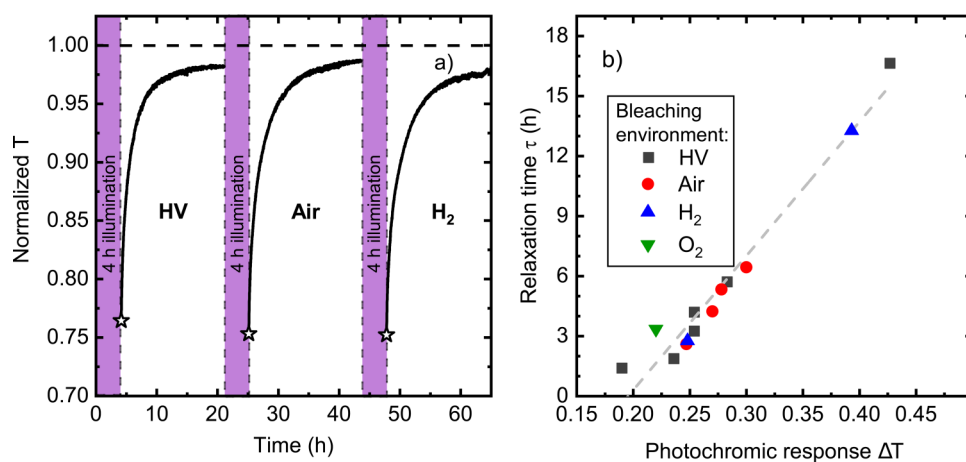 a)
Normalized T
1.00
0.95
0.90
0.85
0.80
0.75
0.70
4 h illumination
HV
4 h illumination
Air
4 h illumination
H₂
0 10 20 30 40 50 60
Time (h)
b)
Relaxation time τ (h)
18
15
12
9
6
3
0
Bleaching
environment:
HV
Air
H₂
O₂
0.15 0.20 0.25 0.30 0.35 0.40 0.45
Photochromic response ΔT